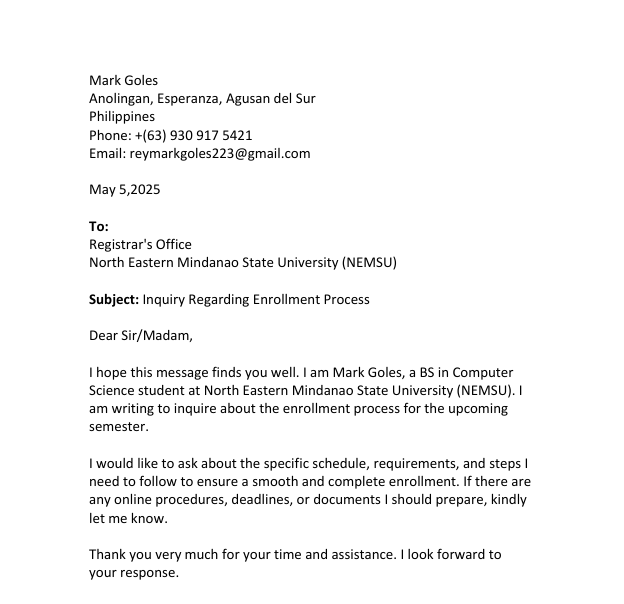 Mark Goles
Anolingan, Esperanza, Agusan del Sur
Philippines
Phone: +(63) 930 917 5421
Email: reymarkgoles223@gmail.com
May 5,2025
To:
Registrar's Office
North Eastern Mindanao State University (NEMSU)
Subject: Inquiry Regarding Enrollment Process
Dear Sir/Madam,
I hope this message finds you well. I am Mark Goles, a BS in Computer
Science student at North Eastern Mindanao State University (NEMSU). I
am writing to inquire about the enrollment process for the upcoming
semester.
I would like to ask about the specific schedule, requirements, and steps I
need to follow to ensure a smooth and complete enrollment. If there are
any online procedures, deadlines, or documents I should prepare, kindly
let me know.
Thank you very much for your time and assistance. I look forward to
your response.